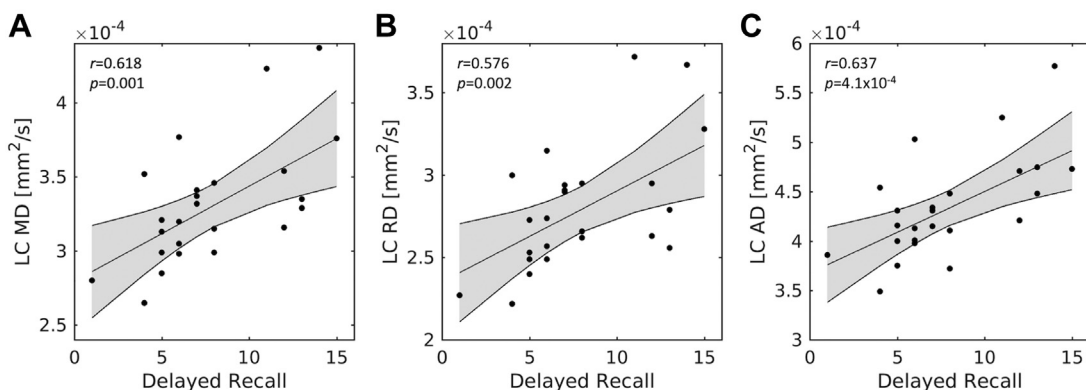 A
×10⁻⁴
r=0.618
p=0.001
4
3.5
3
2.5
LC MD [mm²/s]
0 5 10 15
Delayed Recall
B
×10⁻⁴
r=0.576
p=0.002
3.5
3
2.5
2
LC RD [mm²/s]
0 5 10 15
Delayed Recall
C
×10⁻⁴
r=0.637
p=4.1x10⁻⁴
6
5.5
5
4.5
4
3.5
3
LC AD [mm²/s]
0 5 10 15
Delayed Recall